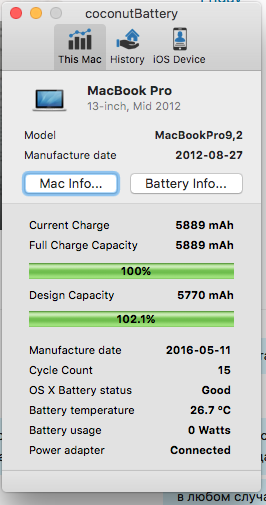 coconutBattery
This Mac History iOS Device
MacBook Pro
13-inch, Mid 2012
Model MacBookPro9,2
Manufacture date 2012-08-27
Mac Info... Battery Info...
Current Charge 5889 mAh
Full Charge Capacity 5889 mAh
100%
Design Capacity 5770 mAh
102.1%
Manufacture date 2016-05-11
Cycle Count 15
OS X Battery status Good
Battery temperature 26.7 °C
Battery usage 0 Watts
Power adapter Connected
в любом случа